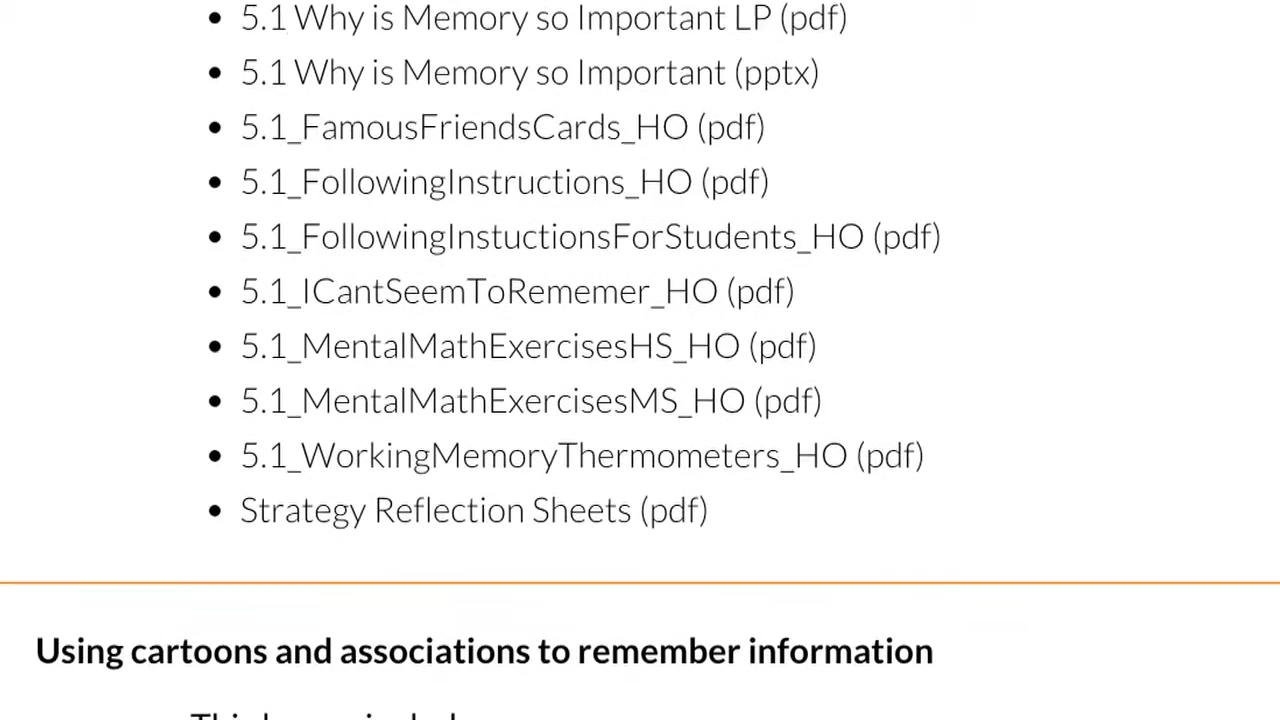 5.1 Why is Memory so Important LP (pdf)
5.1 Why is Memory so Important (pptx)
5.1_FamousFriendsCards_HO (pdf)
5.1_FollowingInstructions_HO (pdf)
5.1_FollowingInstuctionsForStudents_HO (pdf)
5.1_ICantSeemToRememer_HO (pdf)
5.1_MentalMathExercisesHS_HO (pdf)
5.1_MentalMathExercisesMS_HO (pdf)
5.1_WorkingMemoryThermometers_HO (pdf)
Strategy Reflection Sheets (pdf)
Using cartoons and associations to remember information